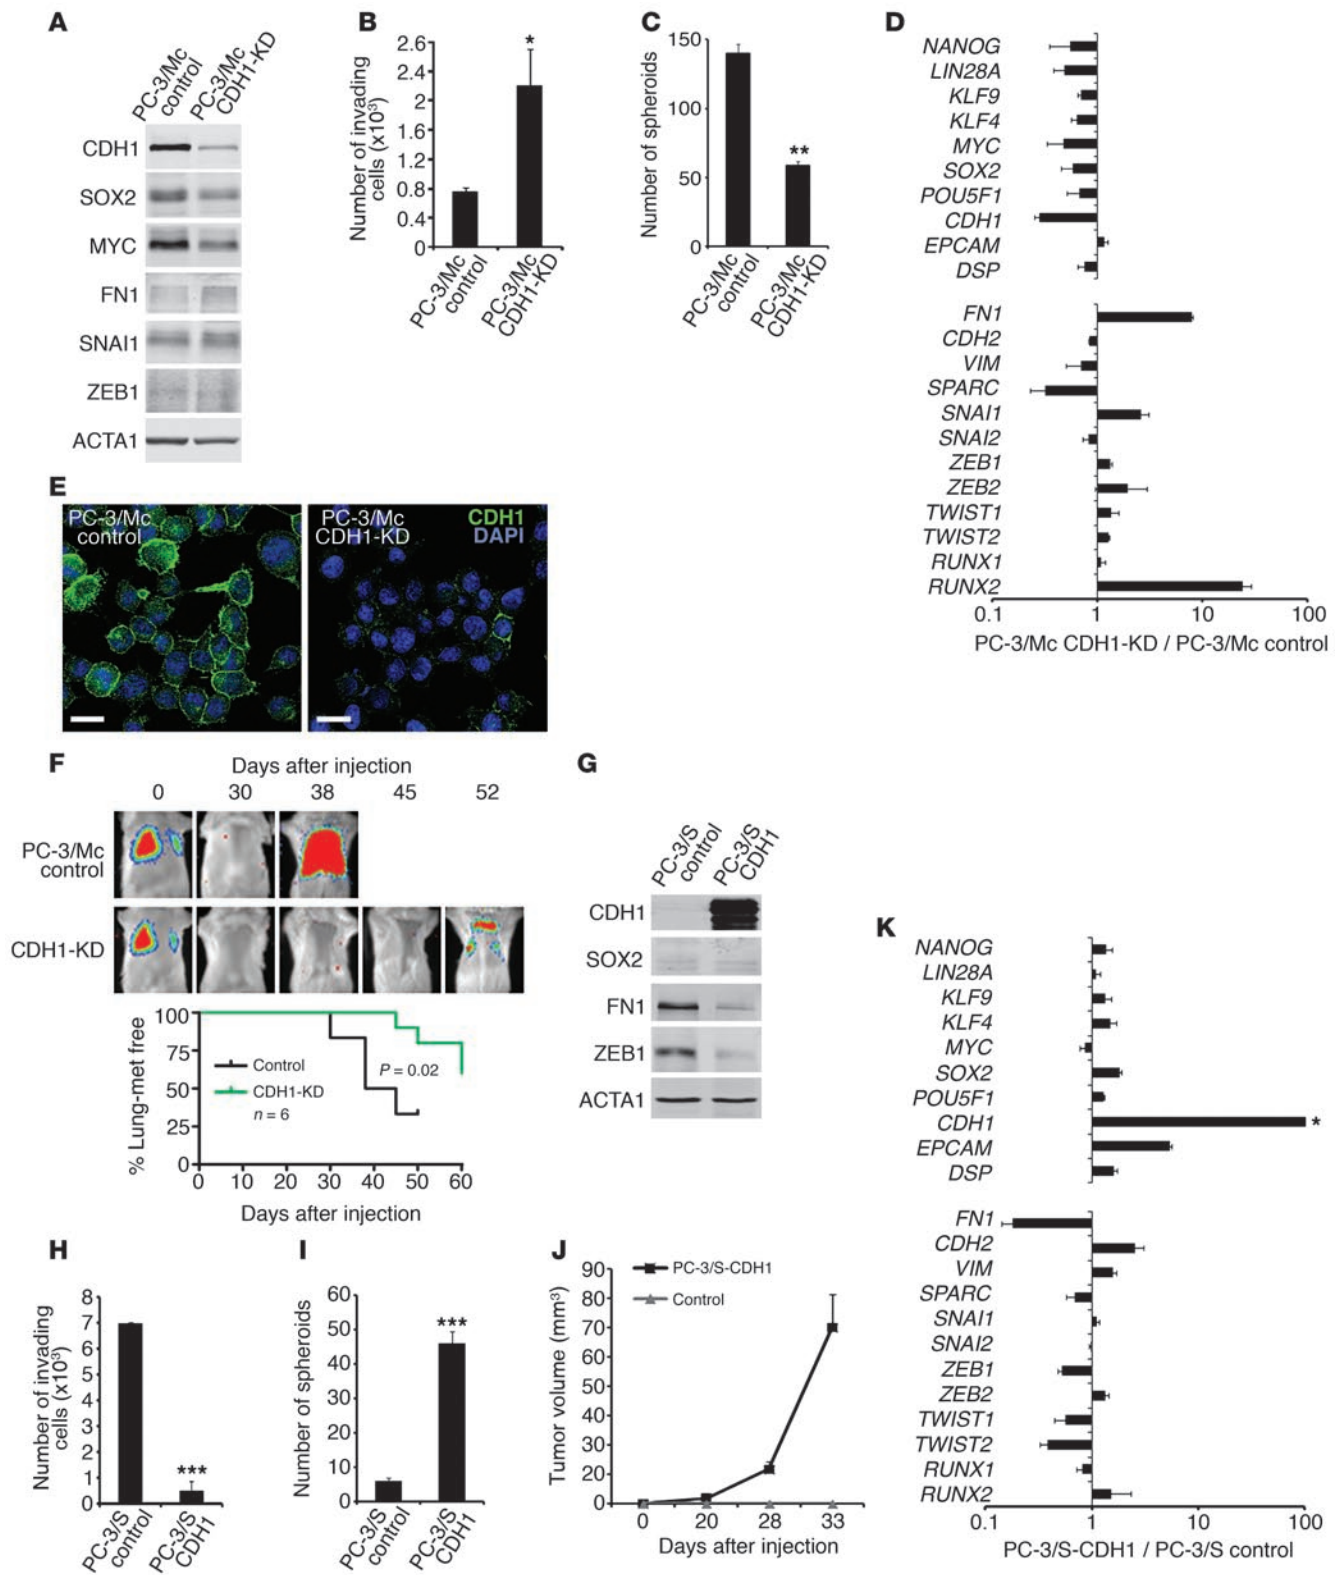 A
PC-3/Mc
control
PC-3/Mc
CDH1-KD
CDH1
SOX2
MYC
FN1
SNAI1
ZEB1
ACTA1
B
Number of invading
cells (x10³)
2.6
2.4
2
1.6
1.2
0.8
0.4
0
*
PC-3/Mc
control
PC-3/Mc
CDH1-KD
C
Number of spheroids
150
100
50
0
**
PC-3/Mc
control
PC-3/Mc
CDH1-KD
D
NANOG
LIN28A
KLF9
KLF4
MYC
SOX2
POU5F1
CDH1
EPCAM
DSP
FN1
CDH2
VIM
SPARC
SNAI1
SNAI2
ZEB1
ZEB2
TWIST1
TWIST2
RUNX1
RUNX2
0.1 1 10 100
PC-3/Mc CDH1-KD / PC-3/Mc control
E
PC-3/Mc
control
PC-3/Mc
CDH1-KD
CDH1
DAPI
F
Days after injection
0 30 38 45 52
PC-3/Mc
control
CDH1-KD
% Lung-met free
100
75
50
25
0
Control
CDH1-KD
n = 6
P = 0.02
0 10 20 30 40 50 60
Days after injection
G
PC-3/S
control
PC-3/S
CDH1
CDH1
SOX2
FN1
ZEB1
ACTA1
H
Number of invading
cells (x10³)
8
7
6
5
4
3
2
1
0
***
PC-3/S
control
PC-3/S
CDH1
I
Number of spheroids
60
50
40
30
20
10
0
***
PC-3/S
control
PC-3/S
CDH1
J
Tumor volume (mm³)
90
80
70
60
50
40
30
20
10
0
PC-3/S-CDH1
Control
0 20 28 33
Days after injection
K
NANOG
LIN28A
KLF9
KLF4
MYC
SOX2
POU5F1
CDH1 *
EPCAM
DSP
FN1
CDH2
VIM
SPARC
SNAI1
SNAI2
ZEB1
ZEB2
TWIST1
TWIST2
RUNX1
RUNX2
0.1 1 10 100
PC-3/S-CDH1 / PC-3/S control